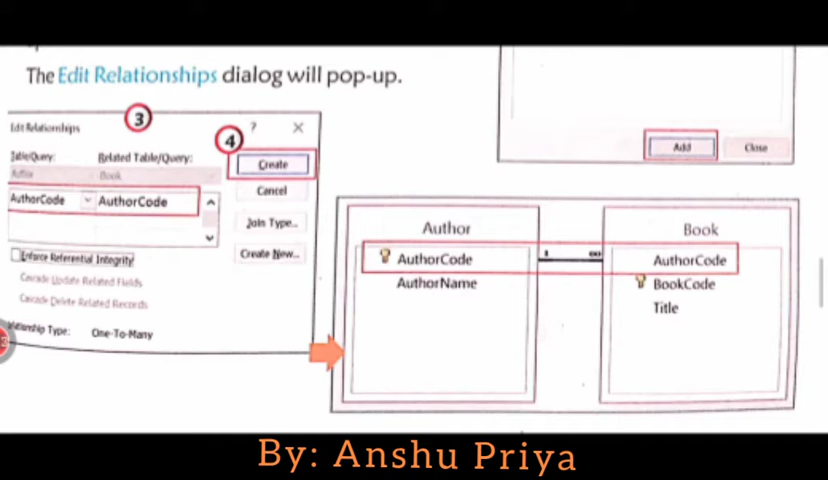 The Edit Relationships dialog will pop-up.
3
4
Edit Relationships
?
Table/Query:
Related Table/Query:
Author
Book
AuthorCode
AuthorCode
Create
Cancel
Join Type...
Create New...
Enforce Referential Integrity
Cascade Update Related Fields
Cascade Delete Related Records
Relationship Type:
One-To-Many
Add
Close
Author
AuthorCode
AuthorName
1
∞
Book
AuthorCode
BookCode
Title
By: Anshu Priya